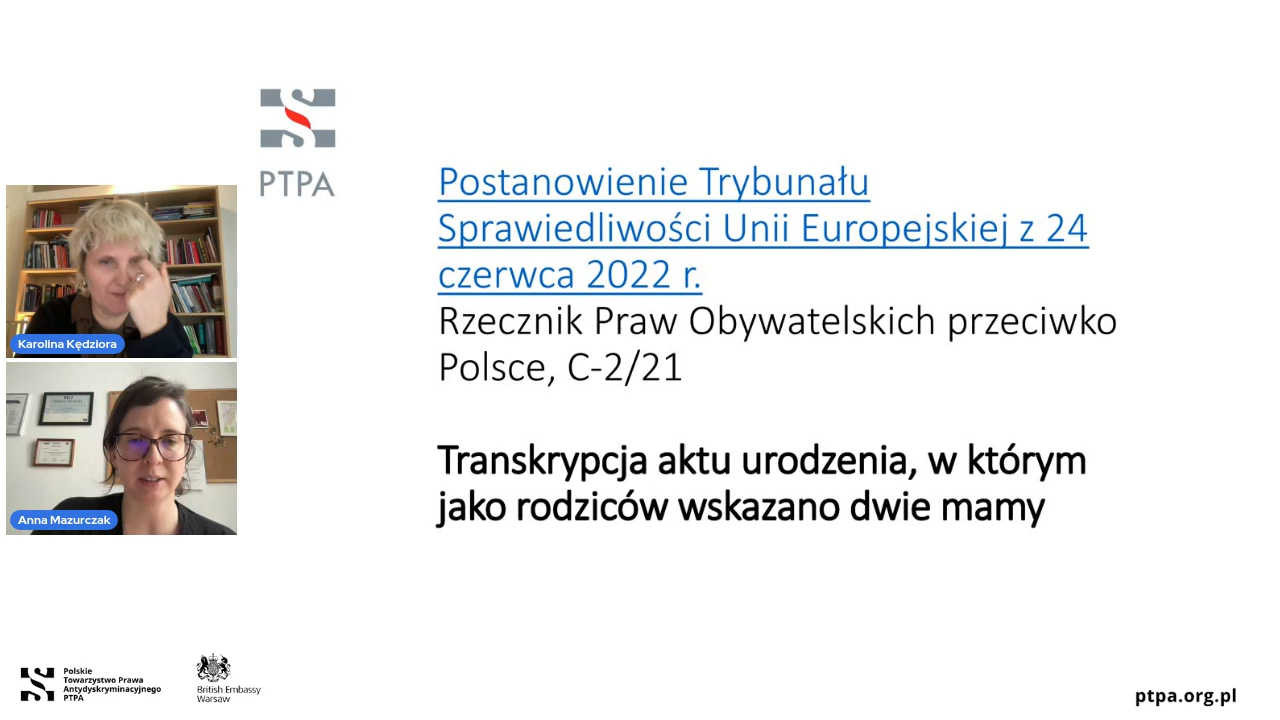 PTPA
Postanowienie Trybunału
Sprawiedliwości Unii Europejskiej z 24
czerwca 2022 r.
Rzecznik Praw Obywatelskich przeciwko
Polsce, C-2/21
Transkrypcja aktu urodzenia, w którym
jako rodziców wskazano dwie mamy
Karolina Kędziora
Anna Mazurczak
Polskie
Towarzystwo Prawa
Antydyskryminacyjnego
PTPA
British Embassy
Warsaw
ptpa.org.pl